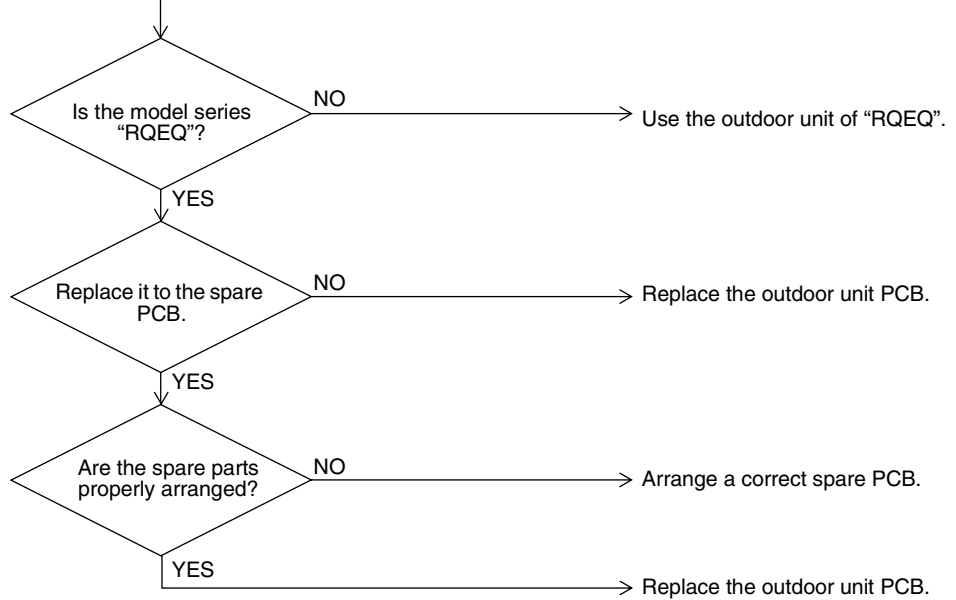 Is the model series
“RQEQ”?
NO
Use the outdoor unit of “RQEQ”.
YES
Replace it to the spare
PCB.
NO
Replace the outdoor unit PCB.
YES
Are the spare parts
properly arranged?
NO
Arrange a correct spare PCB.
YES
Replace the outdoor unit PCB.